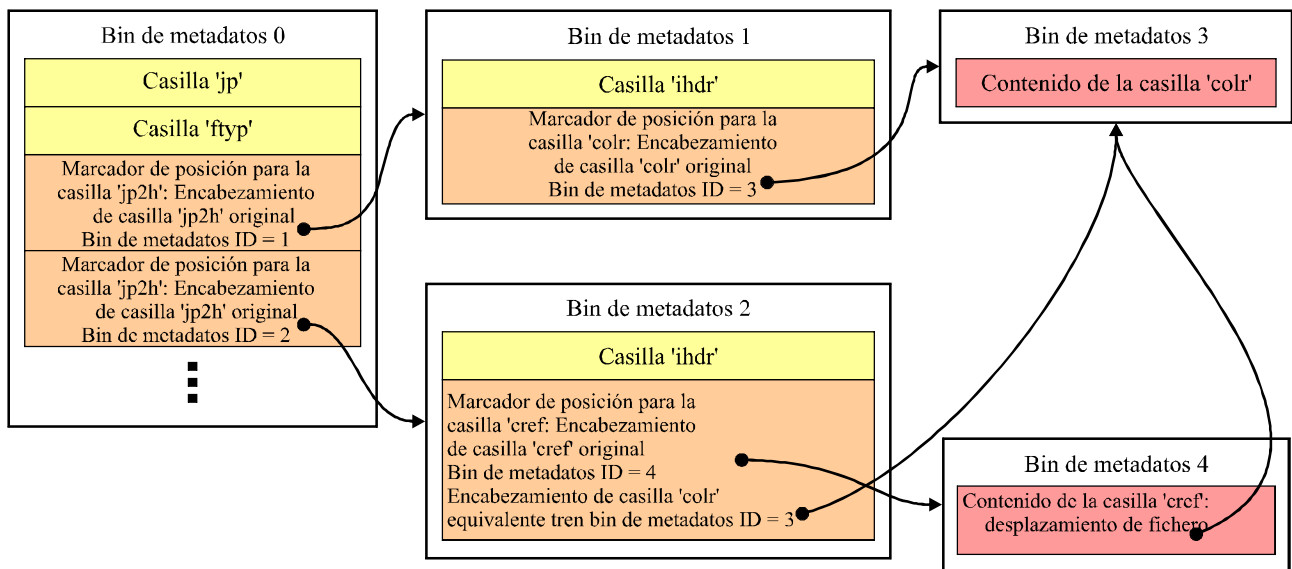 Bin de metadatos 0
Casilla 'jp'
Casilla 'ftyp'
Marcador de posición para la
casilla 'jp2h': Encabezamiento
de casilla 'jp2h' original
Bin de metadatos ID = 1
Marcador de posición para la
casilla 'jp2h': Encabezamiento
de casilla 'jp2h' original
Bin de metadatos ID = 2
Bin de metadatos 1
Casilla 'ihdr'
Marcador de posición para la
casilla 'colr: Encabezamiento
de casilla 'colr' original
Bin de metadatos ID = 3
Bin de metadatos 2
Casilla 'ihdr'
Marcador de posición para la
casilla 'cref: Encabezamiento
de casilla 'cref' original
Bin de metadatos ID = 4
Encabezamiento de casilla 'colr'
equivalente tren bin de metadatos ID = 3
Bin de metadatos 3
Contenido de la casilla 'colr'
Bin de metadatos 4
Contenido de la casilla 'cref':
desplazamiento de fichero